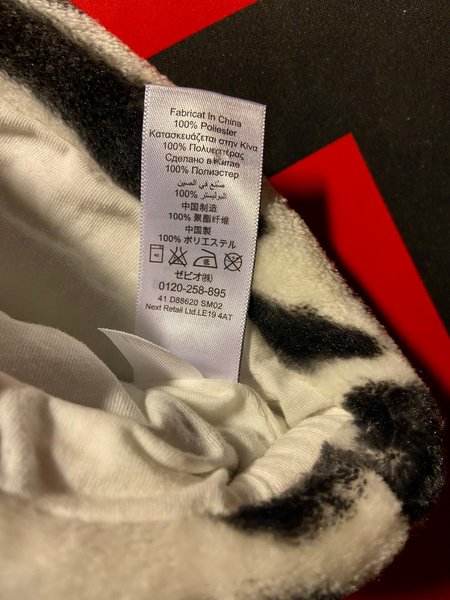 Fabricat în China
100% Poliester
Κατασκευάζεται στην Κίνα
100% Πολυεστέρας
Сделано в Китае
100% Полиэстер
صنع في الصين
البوليستر 100%
中国制造
100% 聚酯纤维
中国製
100% ポリエステル
低
ゼビオ(株)
0120-258-895
41 D88620 SM02
Next Retail Ltd.LE19 4AT